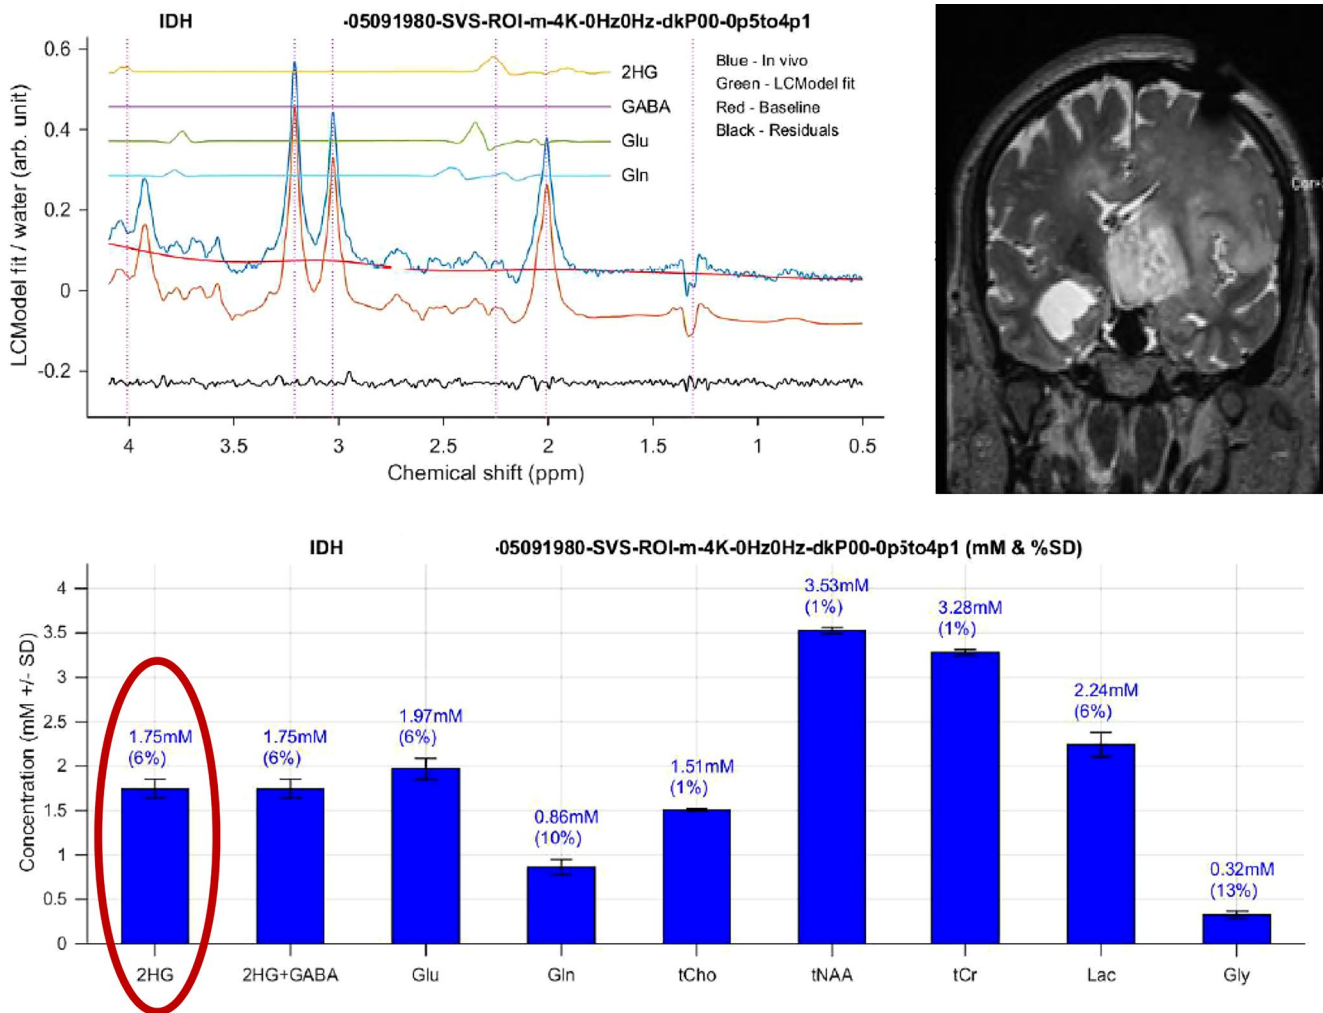 IDH -05091980-SVS-ROI-m-4K-0Hz0Hz-dkP00-0p5to4p1
LCModel fit / water (arb. unit)
0.6
0.4
0.2
0
-0.2
2HG
GABA
Glu
Gln
Blue - In vivo
Green - LCModel fit
Red - Baseline
Black - Residuals
4 3.5 3 2.5 2 1.5 1 0.5
Chemical shift (ppm)
IDH -05091980-SVS-ROI-m-4K-0Hz0Hz-dkP00-0p5to4p1 (mM & %SD)
Concentration (mM +/- SD)
4
3.5
3
2.5
2
1.5
1
0.5
0
1.75mM
(6%)
1.75mM
(6%)
1.97mM
(6%)
0.86mM
(10%)
1.51mM
(1%)
3.53mM
(1%)
3.28mM
(1%)
2.24mM
(6%)
0.32mM
(13%)
2HG 2HG+GABA Glu Gln tCho tNAA tCr Lac Gly